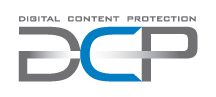 DIGITAL CONTENT PROTECTION
DCP